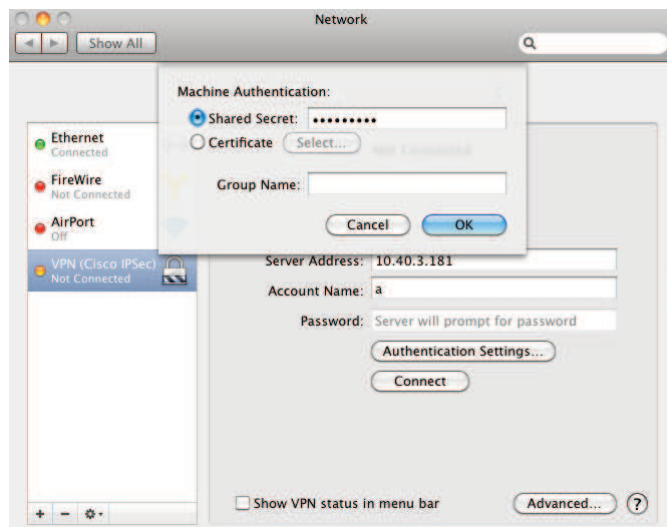 Network
Show All
Machine Authentication:
Shared Secret: •••••••••
Certificate Select...
Group Name:
Cancel OK
Ethernet
Connected
FireWire
Not Connected
AirPort
Off
VPN (Cisco IPSec)
Not Connected
Not Connected
Server Address: 10.40.3.181
Account Name: a
Password: Server will prompt for password
Authentication Settings...
Connect
Show VPN status in menu bar
Advanced... ?